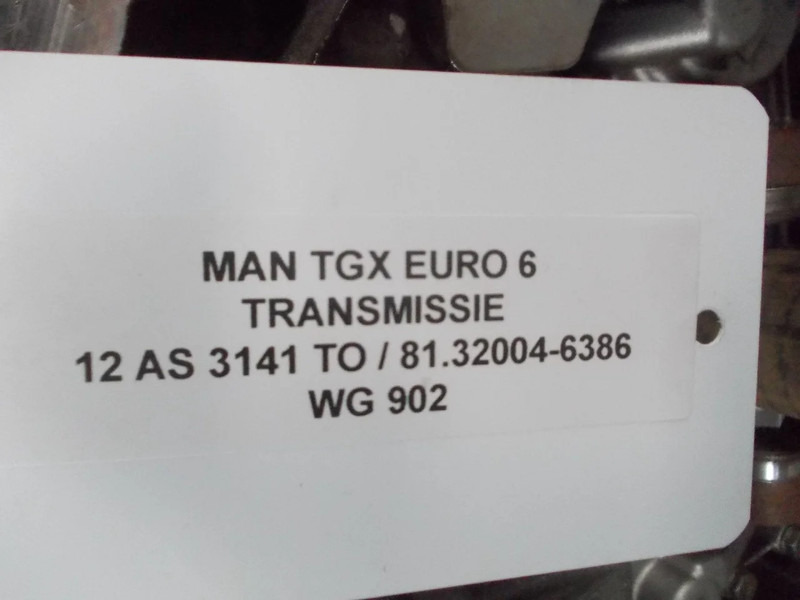 MAN TGX EURO 6
TRANSMISSIE
12 AS 3141 TO / 81.32004-6386
WG 902